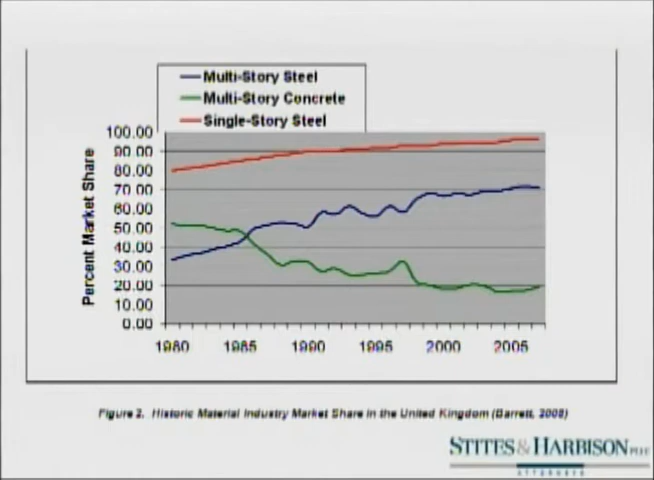 Multi-Story Steel
Multi-Story Concrete
Single-Story Steel
100.00
90.00
80.00
70.00
60.00
50.00
40.00
30.00
20.00
10.00
0.00
Percent Market Share
1980 1985 1990 1995 2000 2005
Figure 2. Historic Material Industry Market Share in the United Kingdom (Barrett, 2008)
STITES & HARBISON PLLC
ATTORNEYS